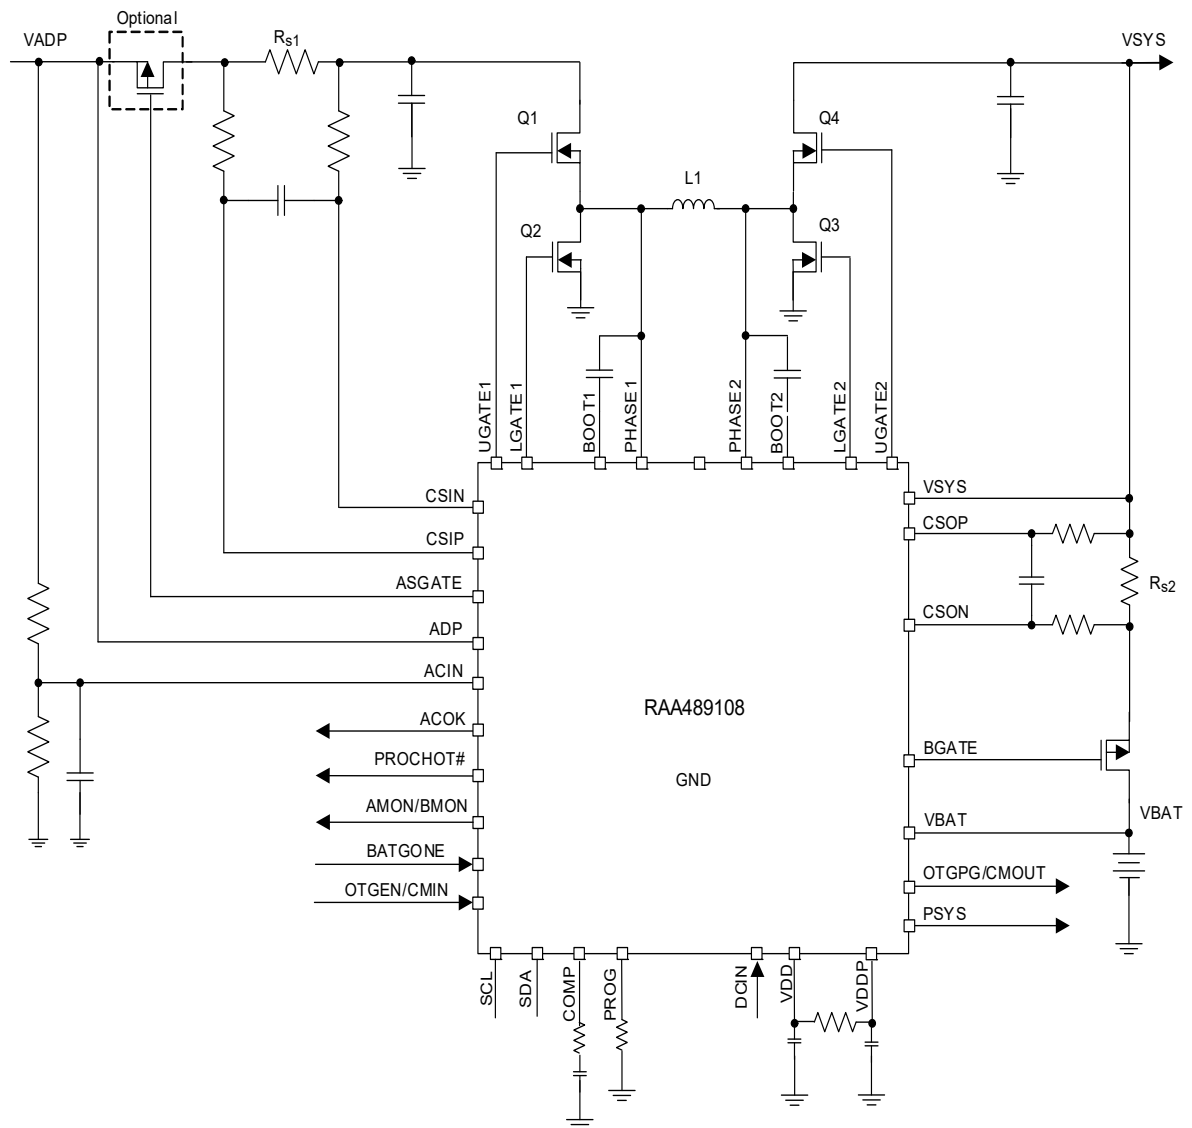 Optional
VADP
Rs1
VSYS
Q1
Q4
L1
Q2
Q3
UGATE1
LGATE1
BOOT1
PHASE1
PHASE2
BOOT2
LGATE2
UGATE2
CSIN
CSIP
ASGATE
ADP
ACIN
ACOK
PROCHOT#
AMON/BMON
BATGONE
OTGEN/CMIN
RAA489108
GND
VSYS
CSOP
Rs2
CSON
BGATE
VBAT
VBAT
OTGPG/CMOUT
PSYS
SCL
SDA
COMP
PROG
DCIN
VDD
VDDP